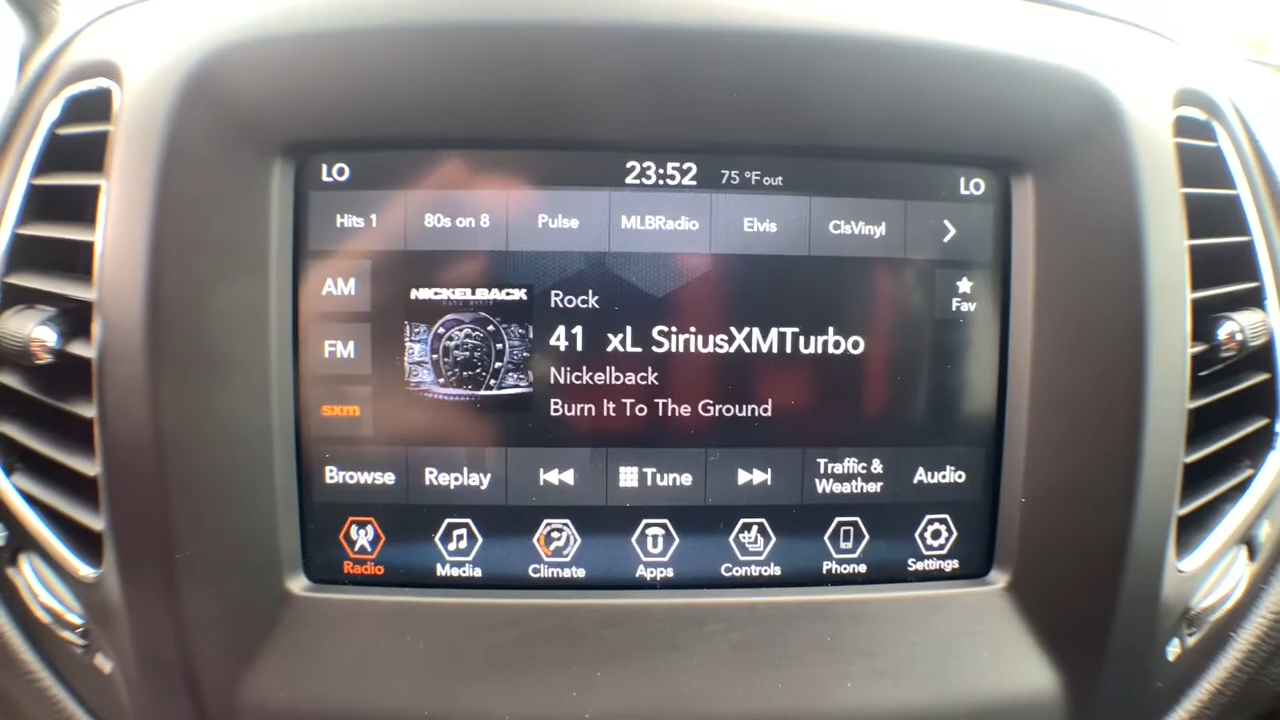 LO 23:52 75 °F out LO
Hits 1 80s on 8 Pulse MLBRadio Elvis ClsVinyl
AM
FM
sxm
NICKELBACK
Rock
41 xL SiriusXMTurbo
Nickelback
Burn It To The Ground
Fav
Browse Replay Tune Traffic & Weather Audio
Radio Media Climate Apps Controls Phone Settings